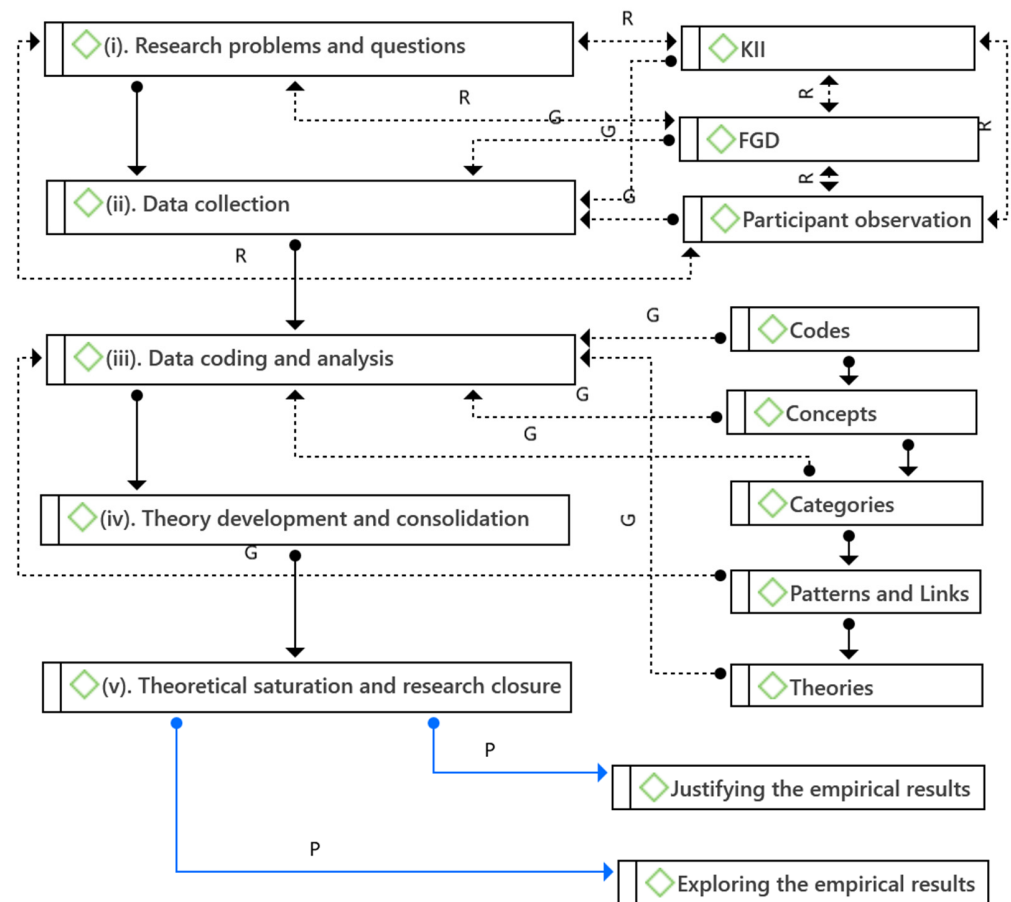 R
(i). Research problems and questions
KII
R
R
G
G
R
FGD
R
R
(ii). Data collection
G
Participant observation
R
G
Codes
(iii). Data coding and analysis
G
Concepts
G
Categories
(iv). Theory development and consolidation
G
G
Patterns and Links
(v). Theoretical saturation and research closure
Theories
P
Justifying the empirical results
P
Exploring the empirical results